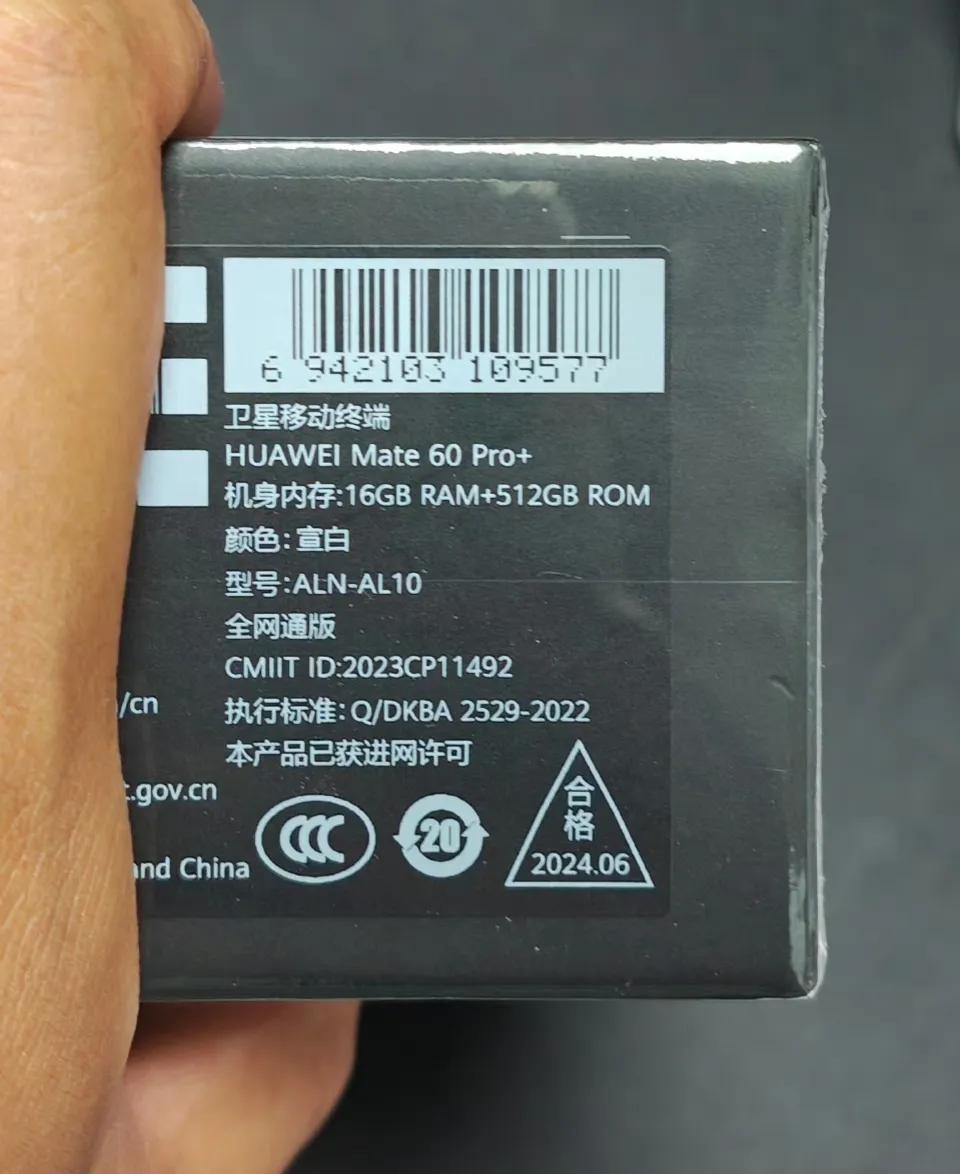 6 942103 109577
卫星移动终端
HUAWEI Mate 60 Pro+
机身内存:16GB RAM+512GB ROM
颜色:宣白
型号:ALN-AL10
全网通版
CMIIT ID:2023CP11492
/cn
执行标准:Q/DKBA 2529-2022
本产品已获进网许可
.gov.cn
and China
CCC
20
合格
2024.06